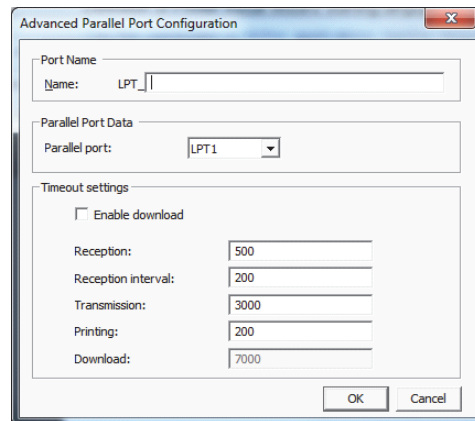 Advanced Parallel Port Configuration
Port Name
Name: LPT_
Parallel Port Data
Parallel port: LPT1
Timeout settings
Enable download
Reception: 500
Reception interval: 200
Transmission: 3000
Printing: 200
Download: 7000
OK Cancel